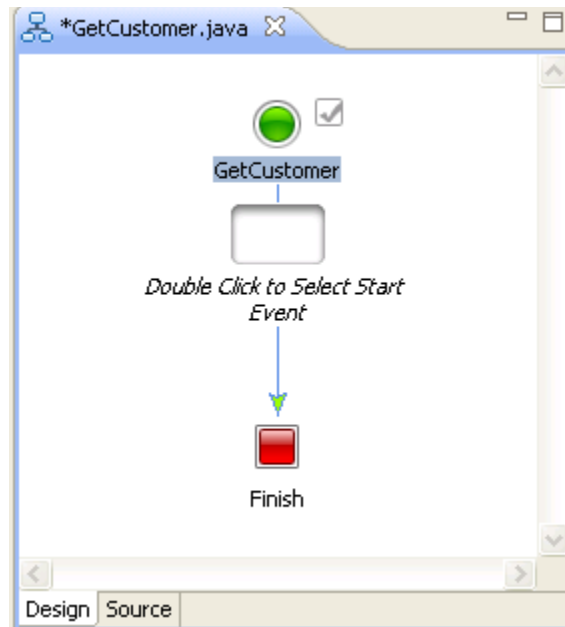 *GetCustomer.java
GetCustomer
Double Click to Select Start
Event
Finish
Design Source